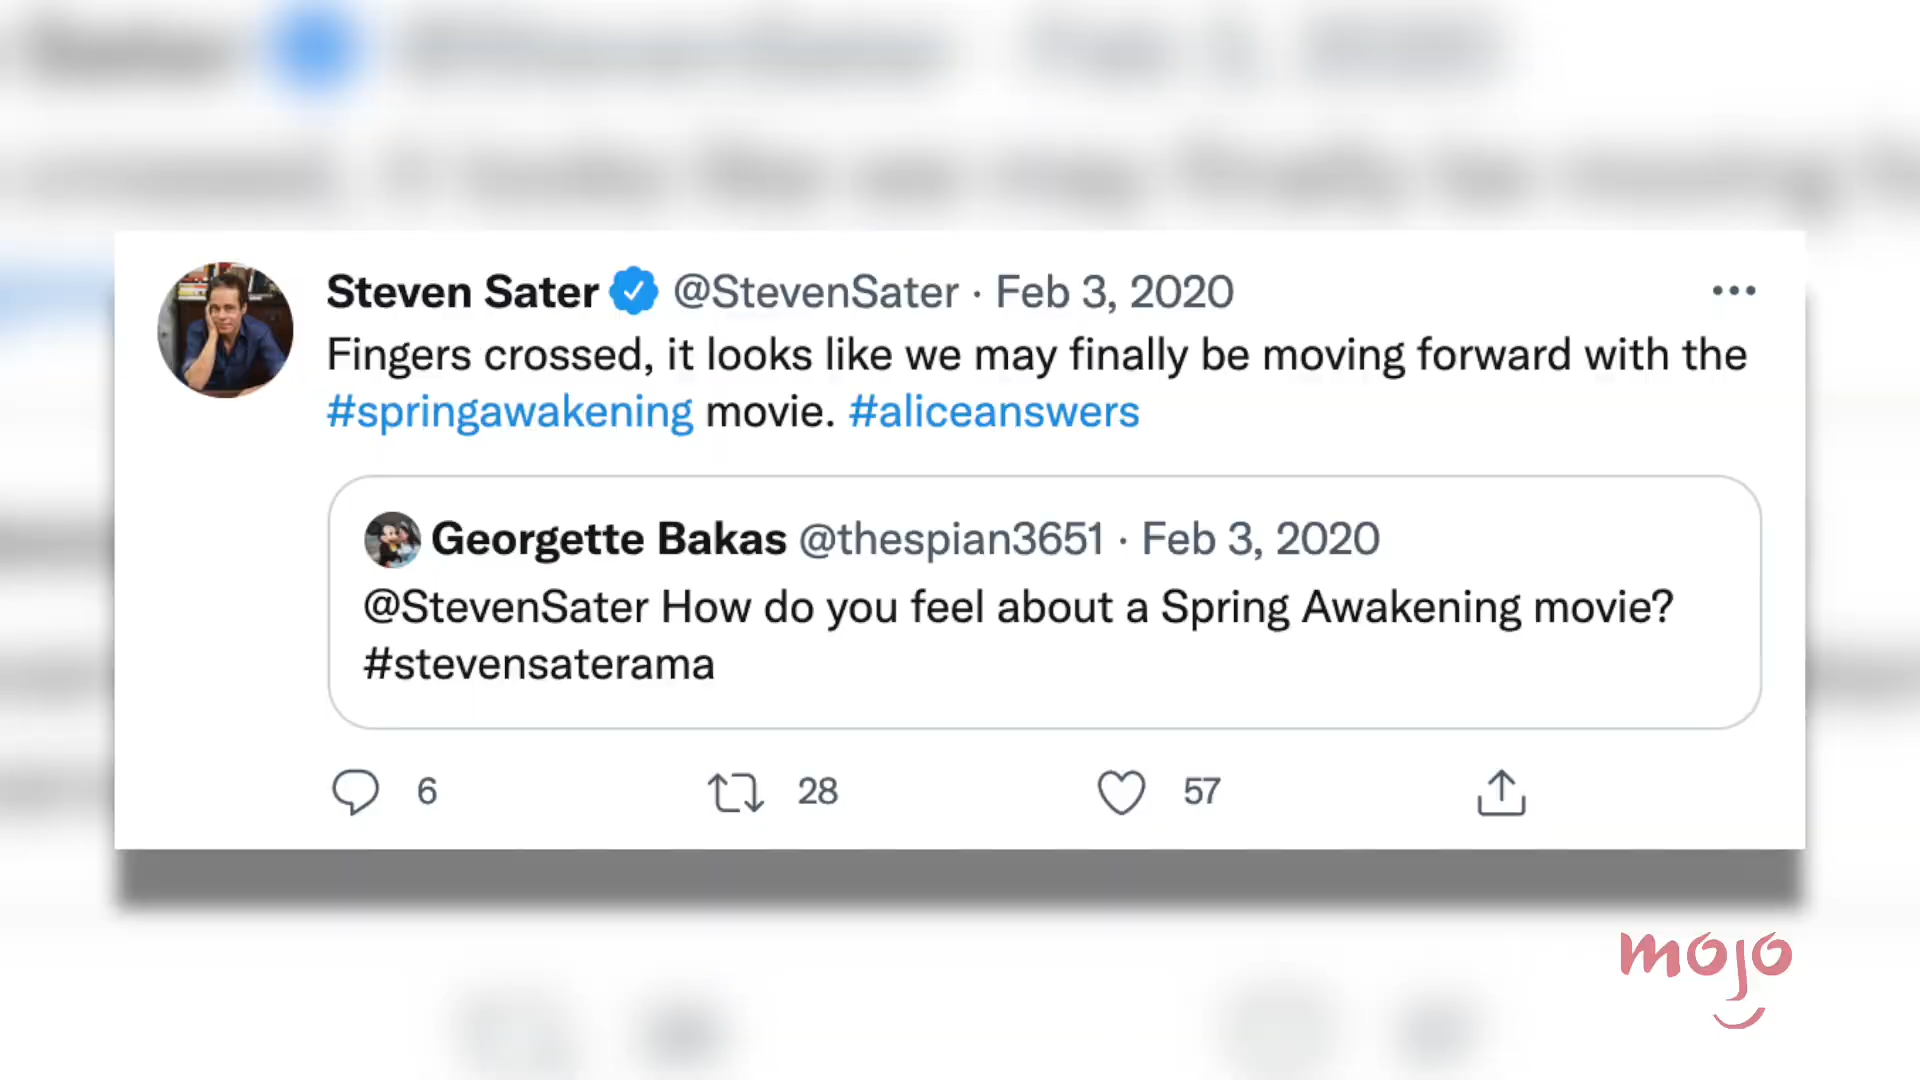 Steven Sater @StevenSater · Feb 3, 2020
Fingers crossed, it looks like we may finally be moving forward with the
#springawakening movie. #aliceanswers
Georgette Bakas @thespian3651 · Feb 3, 2020
@StevenSater How do you feel about a Spring Awakening movie?
#stevensaterama
6 28 57
mojo